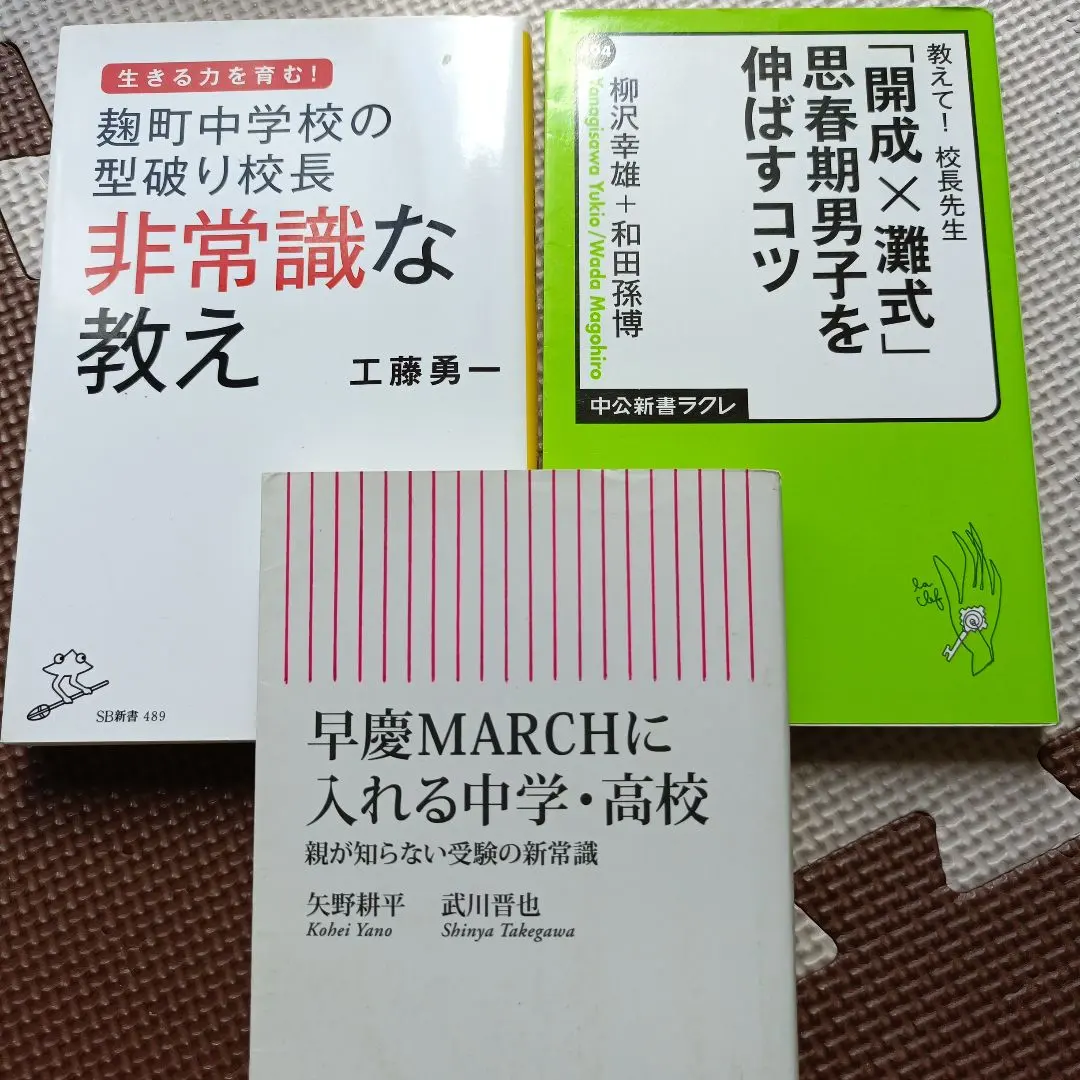 生きる力を育む!
麹町中学校の
型破り校長
非常識な
教え
工藤勇一
SB新書 489
教えて! 校長先生
「開成×灘式」
思春期男子を
伸ばすコツ
柳沢幸雄+和田孫博
Yanagisawa Yukio / Wada Magohiro
中公新書ラクレ
la clef
早慶MARCHに
入れる中学・高校
親が知らない受験の新常識
矢野耕平 武川晋也
Kohei Yano Shinya Takegawa